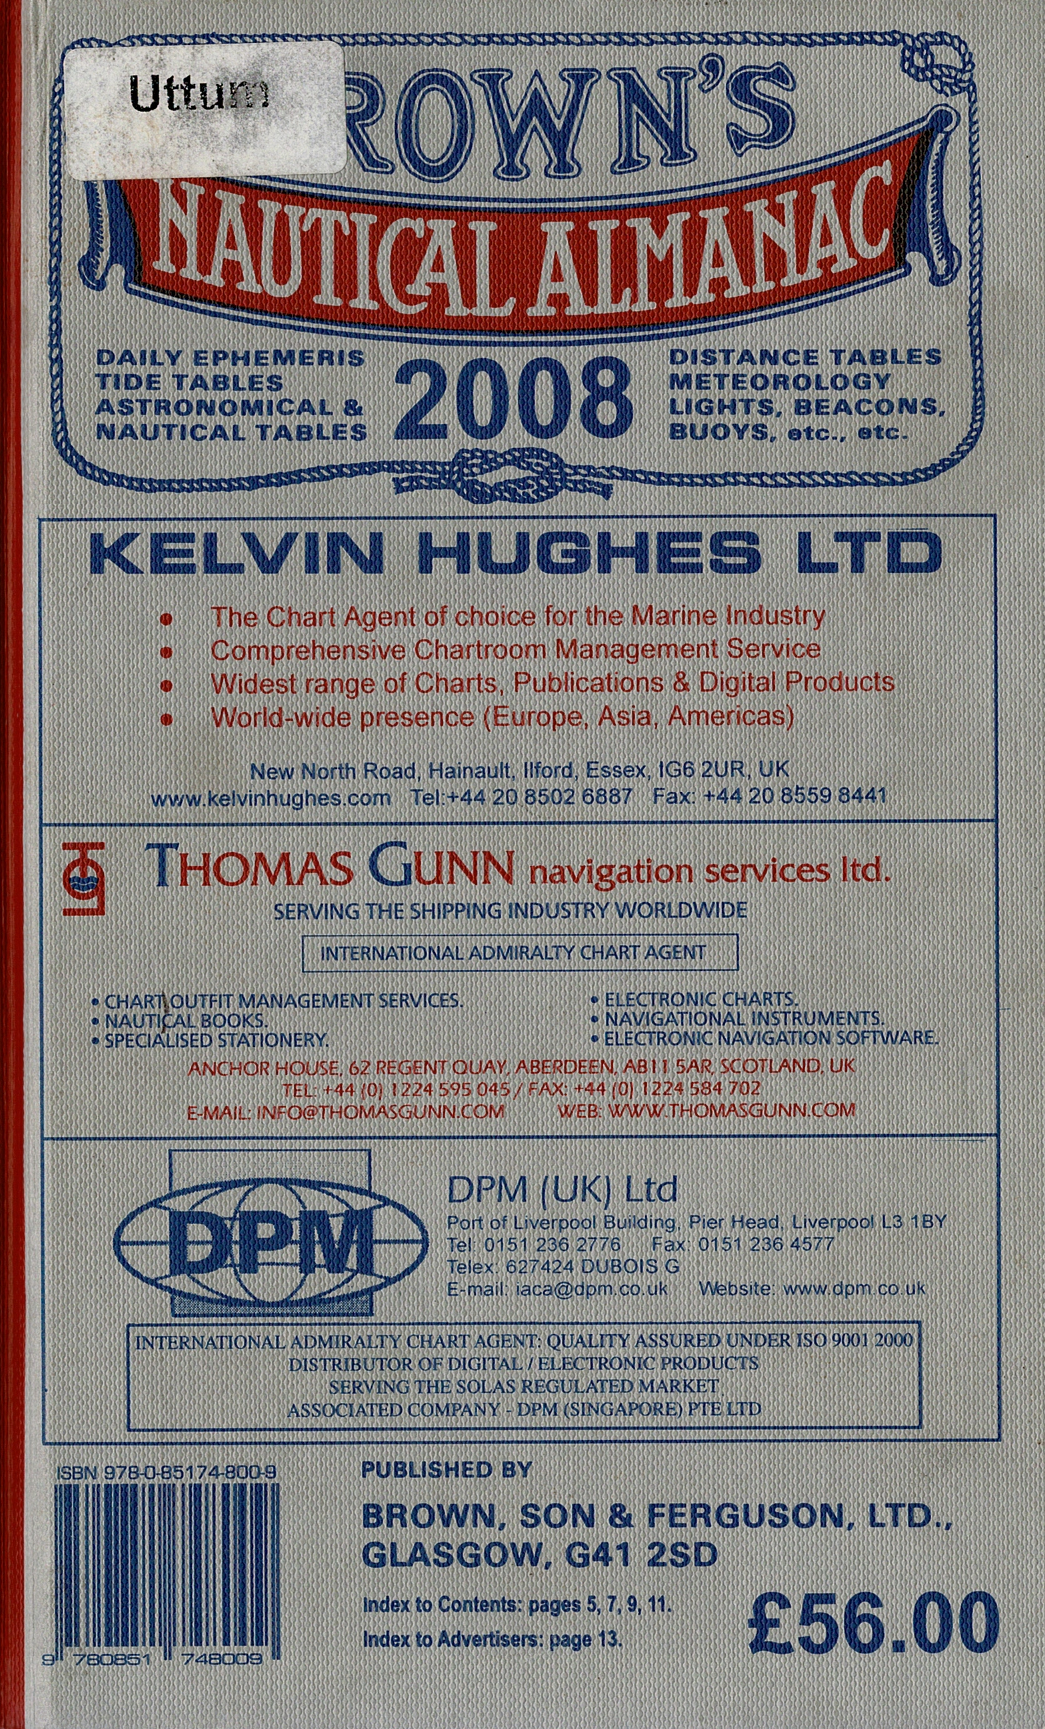 Uttum
ROWN'S
NAUTICAL ALMANAC
DAILY EPHEMERIS
TIDE TABLES
ASTRONOMICAL &
NAUTICAL TABLES
2008
DISTANCE TABLES
METEOROLOGY
LIGHTS, BEACONS,
BUOYS, etc., etc.
KELVIN HUGHES LTD
• The Chart Agent of choice for the Marine Industry
• Comprehensive Chartroom Management Service
• Widest range of Charts, Publications & Digital Products
• World-wide presence (Europe, Asia, Americas)
New North Road, Hainault, Ilford, Essex, IG6 2UR, UK
www.kelvinhughes.com Tel:+44 20 8502 6887 Fax: +44 20 8559 8441
THOMAS GUNN navigation services ltd.
SERVING THE SHIPPING INDUSTRY WORLDWIDE
INTERNATIONAL ADMIRALTY CHART AGENT
• CHART OUTFIT MANAGEMENT SERVICES.
• NAUTICAL BOOKS.
• SPECIALISED STATIONERY.
• ELECTRONIC CHARTS.
• NAVIGATIONAL INSTRUMENTS.
• ELECTRONIC NAVIGATION SOFTWARE.
ANCHOR HOUSE, 62 REGENT QUAY, ABERDEEN, AB11 5AR, SCOTLAND, UK
TEL: +44 (0) 1224 595 045 / FAX: +44 (0) 1224 584 702
E-MAIL: INFO@THOMASGUNN.COM WEB: WWW.THOMASGUNN.COM
DPM
DPM (UK) Ltd
Port of Liverpool Building, Pier Head, Liverpool L3 1BY
Tel: 0151 236 2776 Fax: 0151 236 4577
Telex: 627424 DUBOIS G
E-mail: iaca@dpm.co.uk Website: www.dpm.co.uk
INTERNATIONAL ADMIRALTY CHART AGENT: QUALITY ASSURED UNDER ISO 9001 2000
DISTRIBUTOR OF DIGITAL / ELECTRONIC PRODUCTS
SERVING THE SOLAS REGULATED MARKET
ASSOCIATED COMPANY - DPM (SINGAPORE) PTE LTD
ISBN 978-0-85174-800-9
9 780851 748009
PUBLISHED BY
BROWN, SON & FERGUSON, LTD.,
GLASGOW, G41 2SD
Index to Contents: pages 5, 7, 9, 11.
Index to Advertisers: page 13.
£56.00